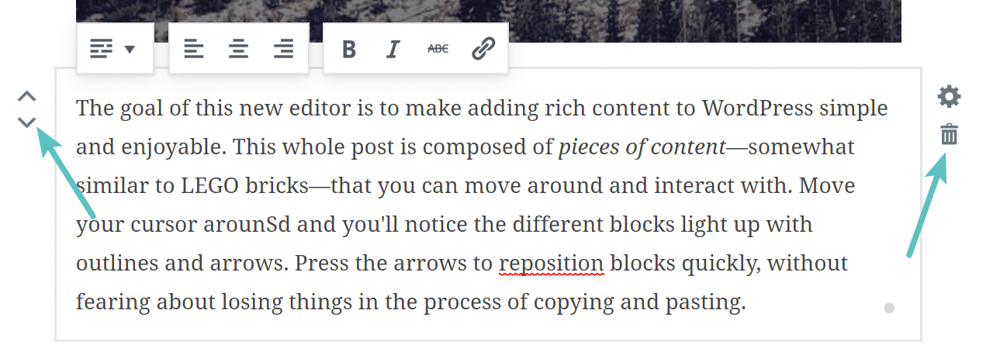 B I ABC
The goal of this new editor is to make adding rich content to WordPress simple
and enjoyable. This whole post is composed of pieces of content—somewhat
similar to LEGO bricks—that you can move around and interact with. Move
your cursor arounSd and you'll notice the different blocks light up with
outlines and arrows. Press the arrows to reposition blocks quickly, without
fearing about losing things in the process of copying and pasting.